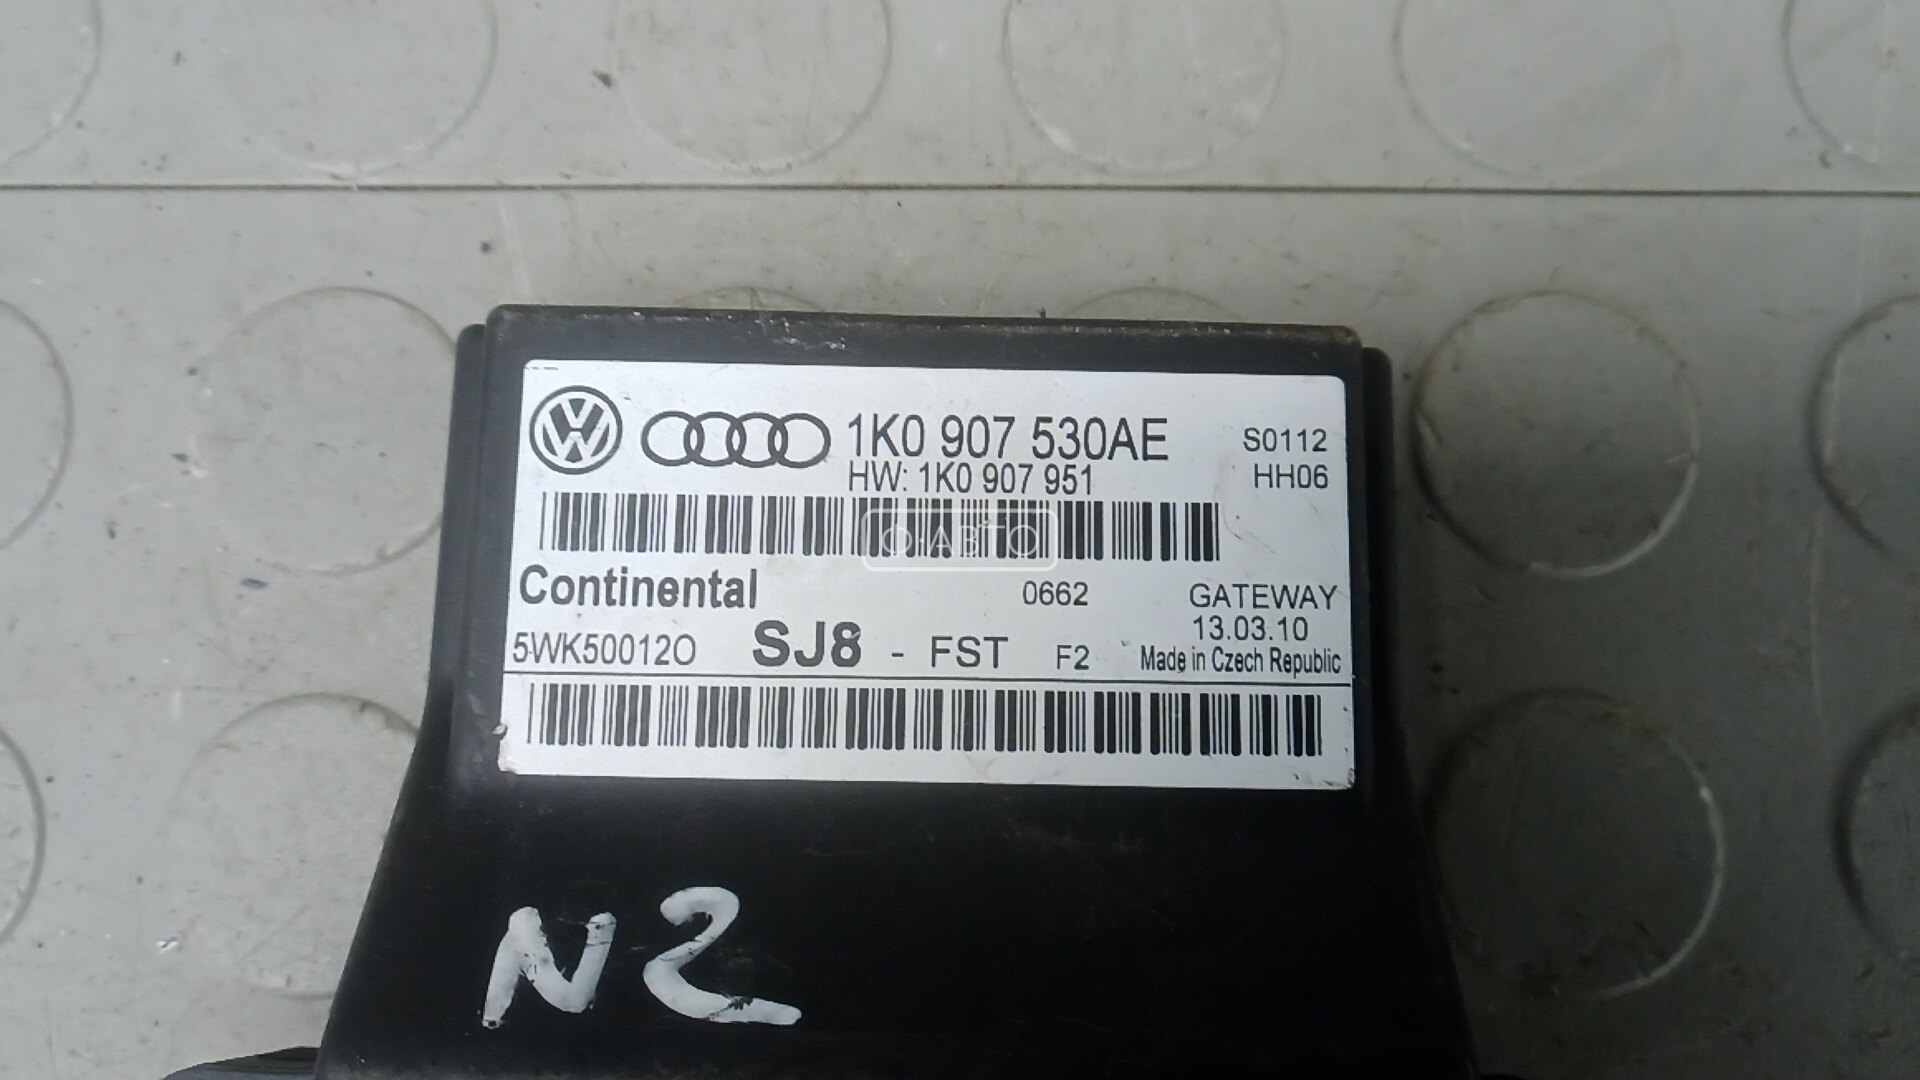 1K0 907 530AE S0112
HW: 1K0 907 951 HH06
О·АВТО
Continental 0662 GATEWAY
13.03.10
5WK50012O SJ8 - FST F2 Made in Czech Republic
N2